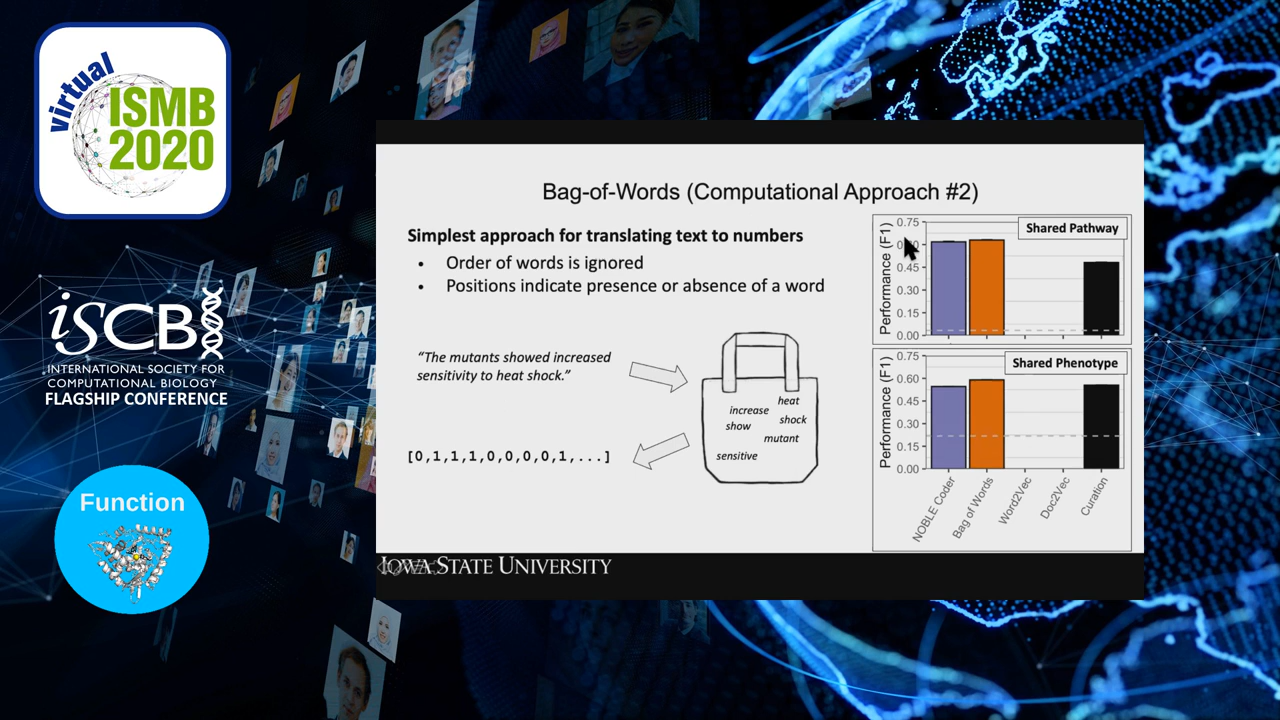 virtual
ISMB
2020
iSCB
INTERNATIONAL SOCIETY FOR
COMPUTATIONAL BIOLOGY
FLAGSHIP CONFERENCE
Function
Bag-of-Words (Computational Approach #2)
Simplest approach for translating text to numbers
• Order of words is ignored
• Positions indicate presence or absence of a word
“The mutants showed increased
sensitivity to heat shock.”
heat
increase
shock
show
mutant
sensitive
[0,1,1,1,0,0,0,0,1,...]
Shared Pathway
Performance (F1)
0.75
0.45
0.30
0.15
0.00
Shared Phenotype
Performance (F1)
0.75
0.60
0.45
0.30
0.15
0.00
NOBLE Coder
Bag of Words
Word2Vec
Doc2Vec
Curation
IOWA STATE UNIVERSITY